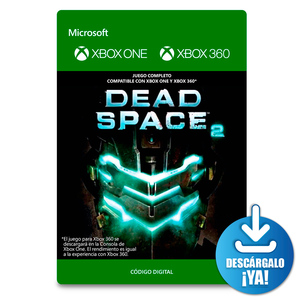 Microsoft
XBOX ONE XBOX 360
JUEGO COMPLETO
COMPATIBLE CON XBOX ONE Y XBOX 360*
DEAD
SPACE 2
*El juego para Xbox 360 se
descargará en la Consola de
Xbox One. El rendimiento es igual
a la experiencia con Xbox 360.
CÓDIGO DIGITAL
DESCÁRGALO
¡YA!